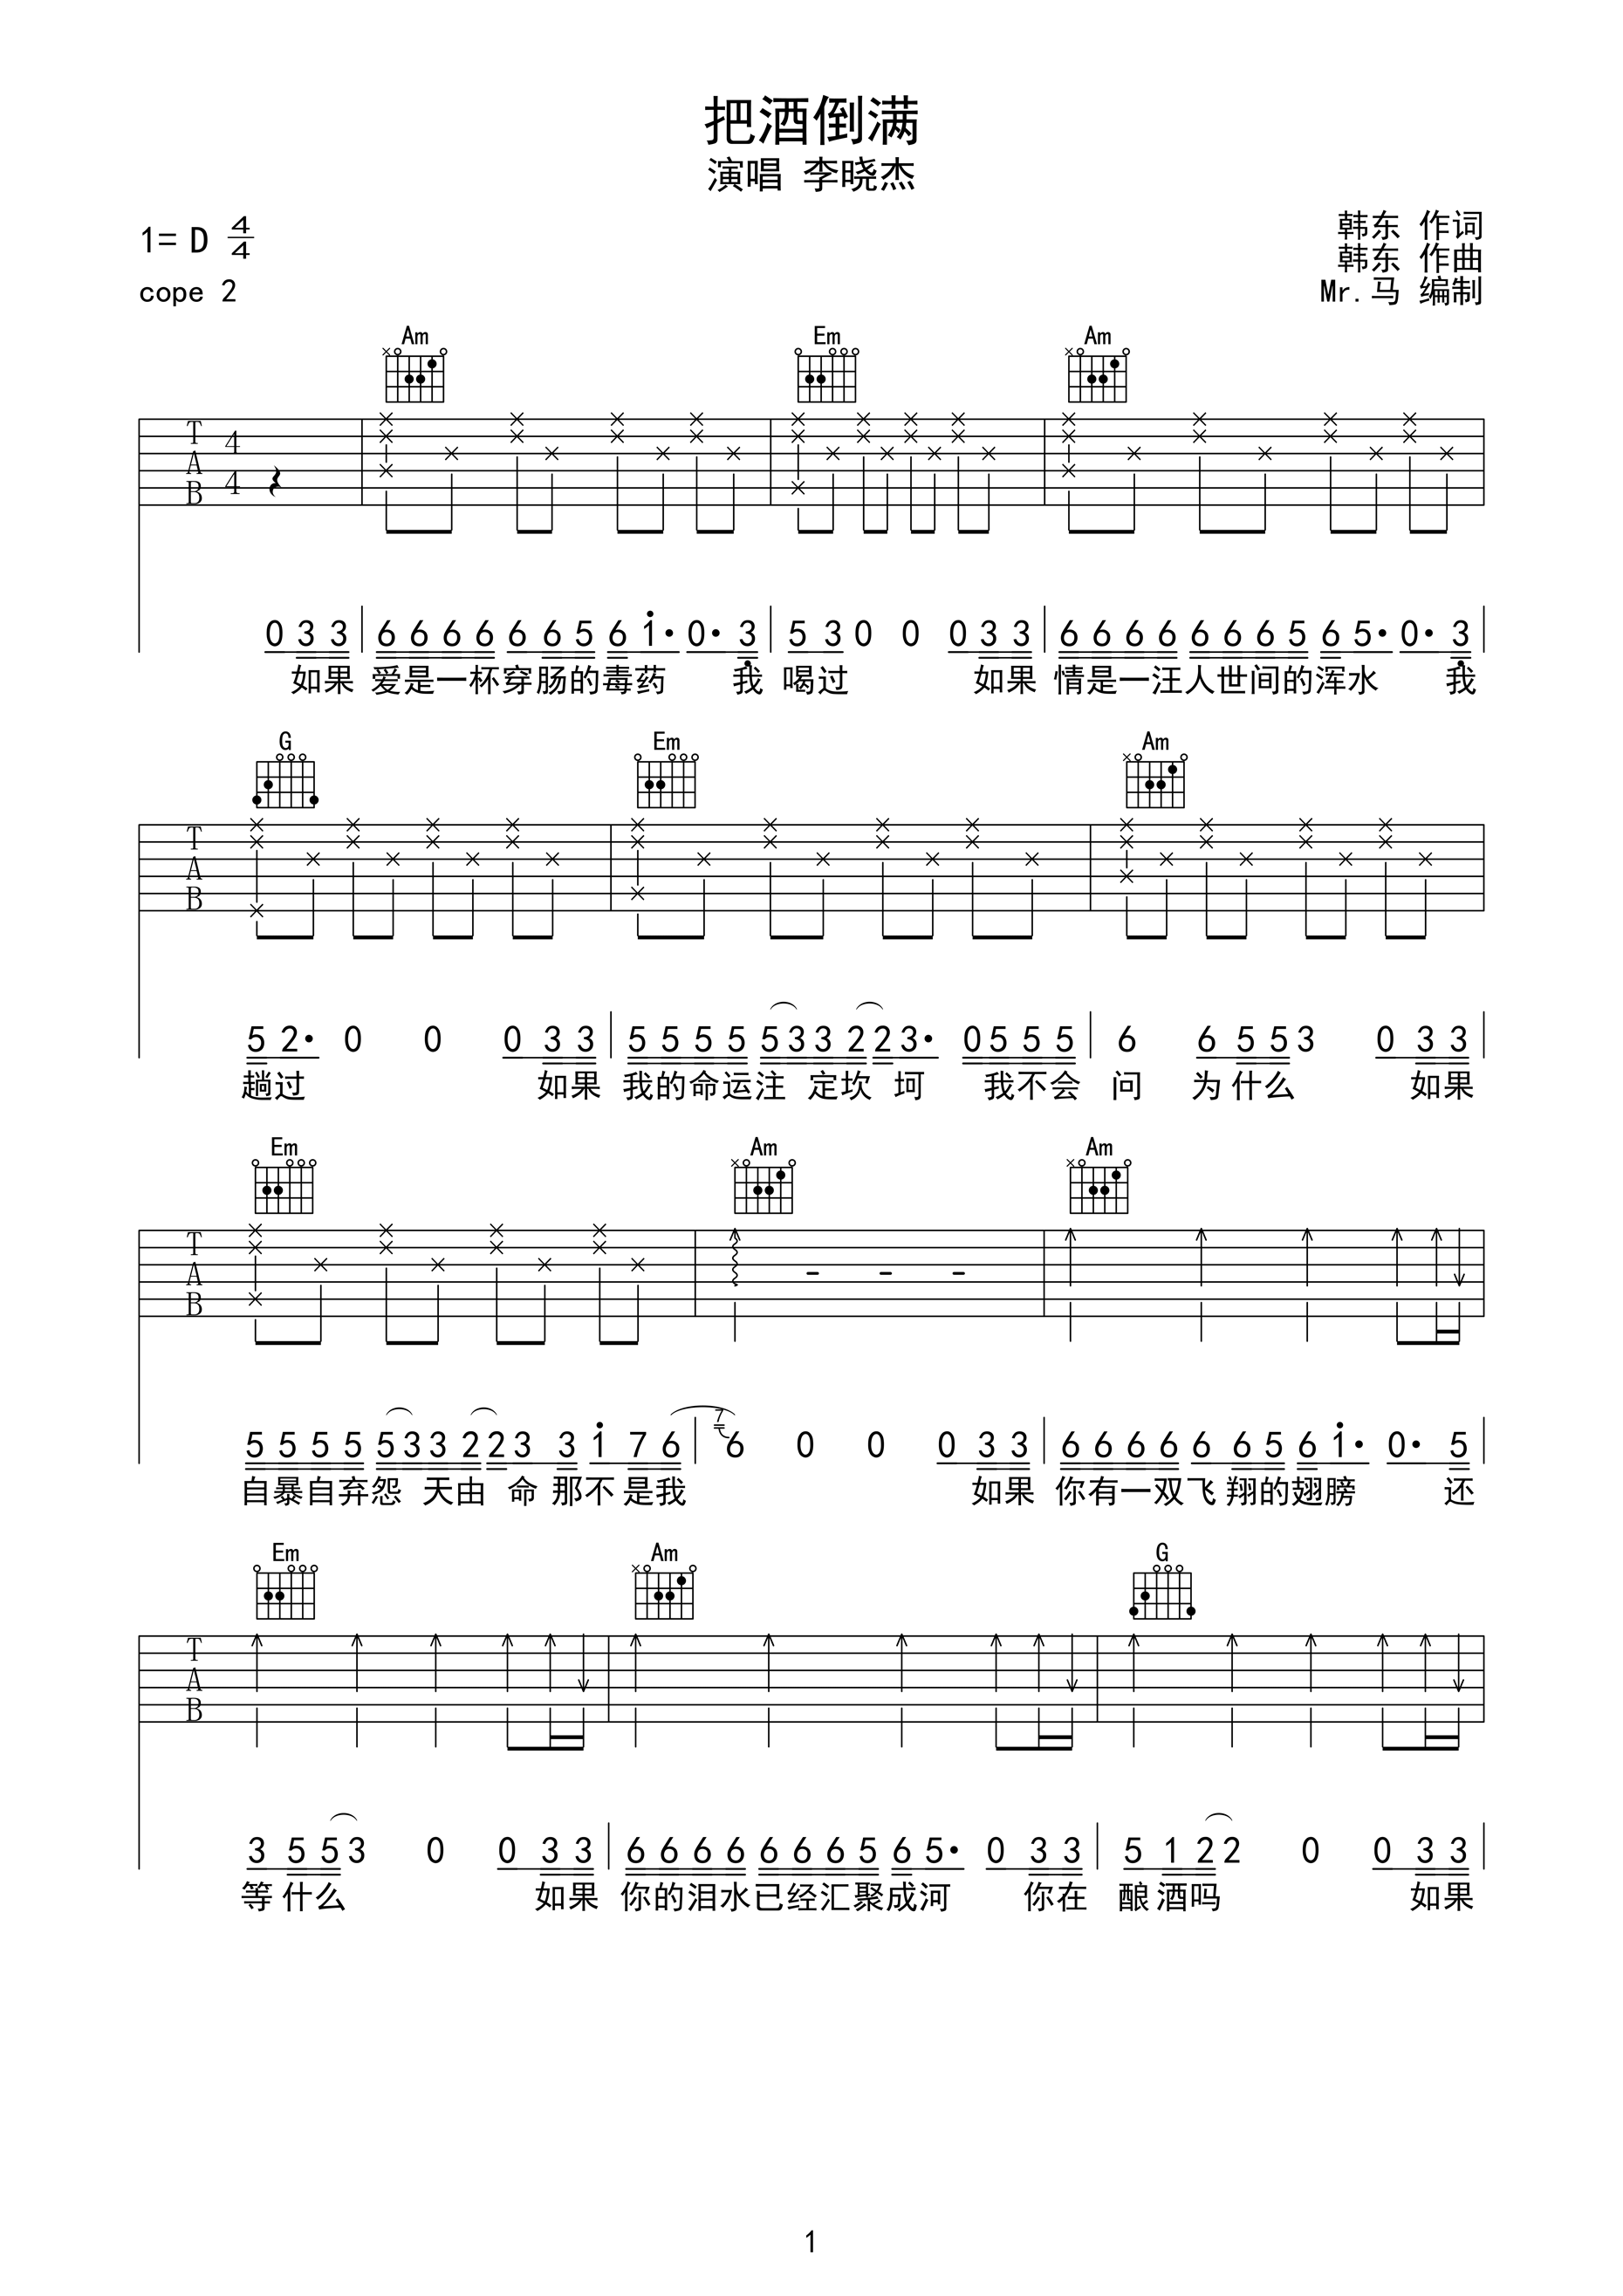 把酒倒满
演唱 李晓杰
1= D 4/4
韩东 作词
韩东 作曲
cope 2
Mr.马 编制
Am Em Am
T A B 4 4
0 3 3 6 6 6 6 6 6 5 6 1· 0· 3 5 3 0 0 0 3 3 6 6 6 6 6 6 6 5 6 5· 0· 3
如果 爱是一杯穿肠的毒药 我 喝过 如果 情是一汪人世间的浑水 我
G Em Am
T A B
5 2· 0 0 0 3 3 5 5 5 5 5 3 3 2 2 3· 0 5 5 5 6 6 5 5 3 0 3 3
趟过 如果 我的命运注 定坎 坷 我不会 问 为 什么 如果
Em Am Am
T A B
5 5 5 5 5 3 3 2 2 3 3 1 7 6 7 6 0 0 0 3 3 6 6 6 6 6 6 5 6 1· 0· 5
自暴自弃怨 天由 命 那不 是我 如果 你有一双飞 翔的翅膀 还
Em Am G
T A B
3 5 5 3 0 0 3 3 6 6 6 6 6 6 6 5 6 5· 0 3 3 5 1 2 2 0 0 3 3
等 什么 如果 你的泪水已经汇聚成河 你在 酿 酒吗 如果
1